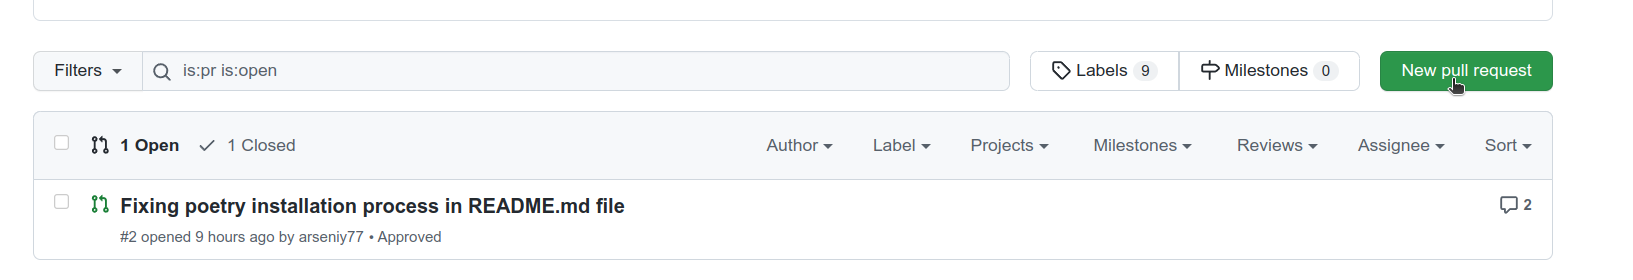 Filters is:pr is:open Labels 9 Milestones 0 New pull request
1 Open 1 Closed Author Label Projects Milestones Reviews Assignee Sort
Fixing poetry installation process in README.md file 2
#2 opened 9 hours ago by arseniy77 • Approved